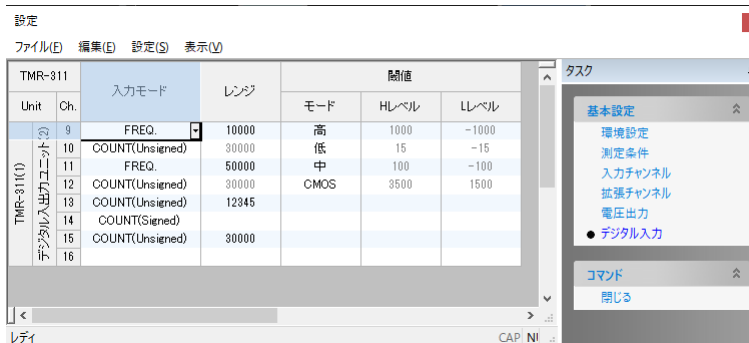 設定
ファイル(F) 編集(E) 設定(S) 表示(V)
TMR-311 入力モード レンジ 閾値
Unit Ch. モード Hレベル Lレベル
TMR-311(1)
デジタル入出力ユニット(2)
9 FREQ. 10000 高 1000 -1000
10 COUNT(Unsigned) 30000 低 15 -15
11 FREQ. 50000 中 100 -100
12 COUNT(Unsigned) 30000 CMOS 3500 1500
13 COUNT(Unsigned) 12345
14 COUNT(Signed)
15 COUNT(Unsigned) 30000
16
レディ
CAP
タスク
基本設定
環境設定
測定条件
入力チャンネル
拡張チャンネル
電圧出力
デジタル入力
コマンド
閉じる